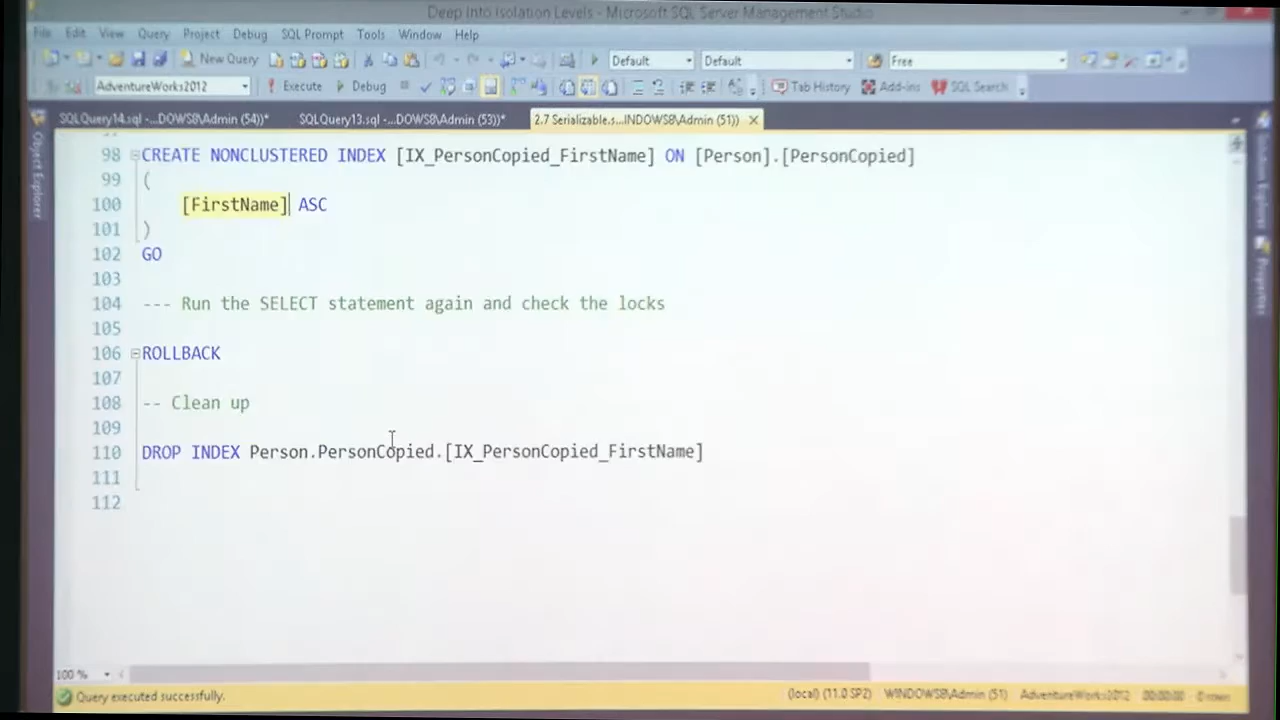 Deep Into Isolation Levels - Microsoft SQL Server Management Studio
File Edit View Query Project Debug SQL Prompt Tools Window Help
New Query Default Default Free
AdventureWorks2012 Execute Debug Tab History Add-ins SQL Search
SQLQuery14.sql -...DOWS8\Admin (54))* SQLQuery13.sql -...DOWS8\Admin (53))* 2.7 Serializable.s...INDOWS8\Admin (51))
Object Explorer
Solution Explorer
Properties
98 CREATE NONCLUSTERED INDEX [IX_PersonCopied_FirstName] ON [Person].[PersonCopied]
99 (
100 [FirstName] ASC
101 )
102 GO
103
104 --- Run the SELECT statement again and check the locks
105
106 ROLLBACK
107
108 -- Clean up
109
110 DROP INDEX Person.PersonCopied.[IX_PersonCopied_FirstName]
111
112
100 %
Query executed successfully. (local) (11.0 SP2) WINDOWS8\Admin (51) AdventureWorks2012 00:00:00 0 rows